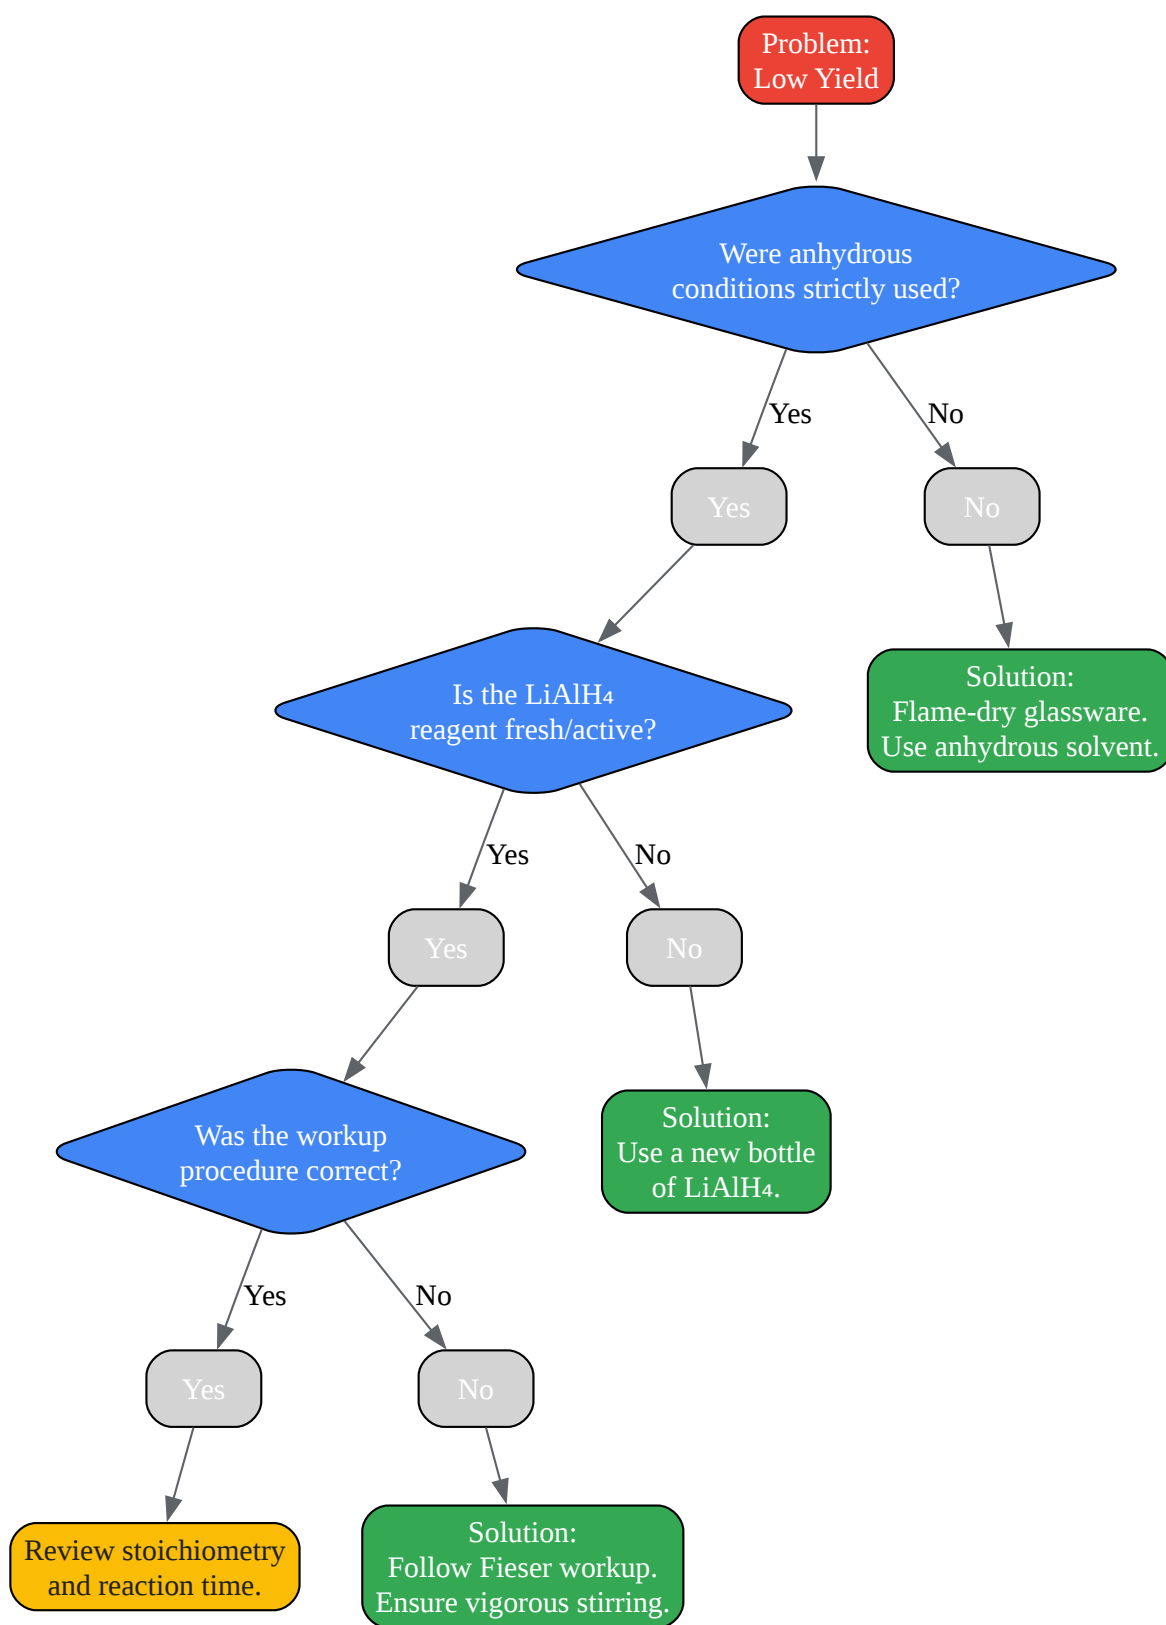 Problem:
Low Yield
Were anhydrous
conditions strictly used?
Yes
No
Yes
No
Is the LiAlH₄
reagent fresh/active?
Solution:
Flame-dry glassware.
Use anhydrous solvent.
Yes
No
Yes
No
Was the workup
procedure correct?
Solution:
Use a new bottle
of LiAlH₄.
Yes
No
Yes
No
Review stoichiometry
and reaction time.
Solution:
Follow Fieser workup.
Ensure vigorous stirring.